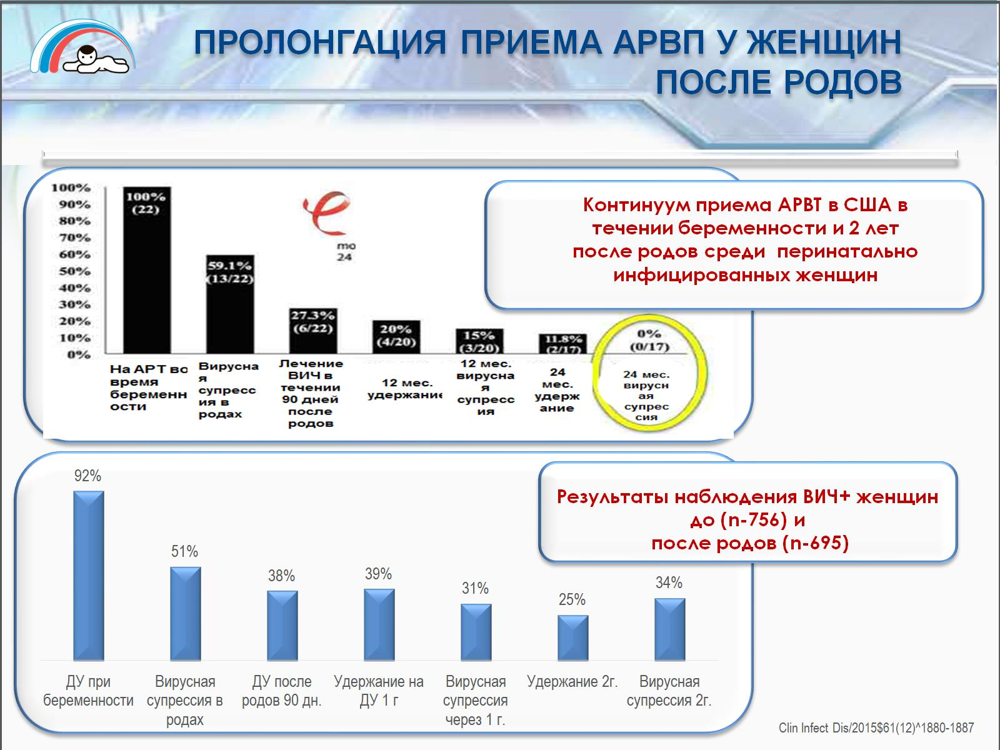 ПРОЛОНГАЦИЯ ПРИЕМА АРВП У ЖЕНЩИН
ПОСЛЕ РОДОВ
Континуум приема АРВТ в США в
течении беременности и 2 лет
после родов среди перинатально
инфицированных женщин
100%
90%
80%
70%
60%
50%
40%
30%
20%
10%
0%
100%
(22)
59.1%
(13/22)
27.3%
(6/22)
20%
(4/20)
15%
(3/20)
11.8%
(2/17)
0%
(0/17)
mo
24
На АРТ во
время
беременн
ости
Вирусна
я
супресс
ия в
родах
Лечение
ВИЧ в
течении
90 дней
после
родов
12 мес.
удержание
12 мес.
вирусна
я
супресс
ия
24
мес.
удерж
ание
24 мес.
вирусн
ая
супрес
сия
Результаты наблюдения ВИЧ+ женщин
до (n-756) и
после родов (n-695)
92%
51%
38%
39%
31%
25%
34%
ДУ при
беременности
Вирусная
супрессия в
родах
ДУ после
родов 90 дн.
Удержание на
ДУ 1 г
Вирусная
супрессия
через 1 г.
Удержание 2г.
Вирусная
супрессия 2г.
Clin Infect Dis/2015$61(12)^1880-1887